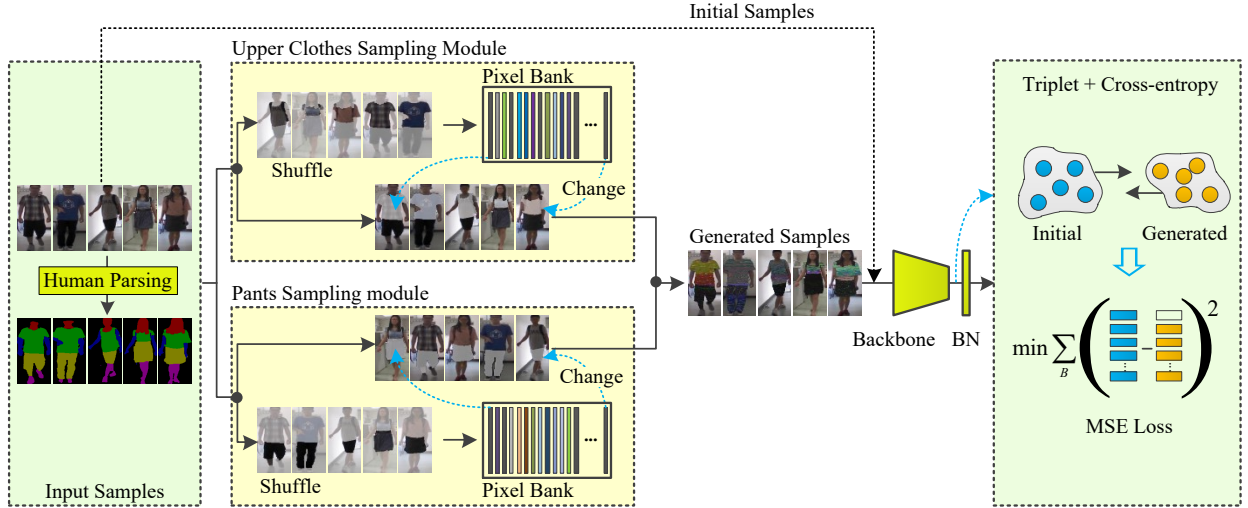 Initial Samples
Upper Clothes Sampling Module
Pixel Bank
...
Shuffle
Change
Human Parsing
Input Samples
Pants Sampling module
Change
...
Shuffle
Pixel Bank
Generated Samples
Backbone
BN
Triplet + Cross-entropy
Initial
Generated
min ∑ ( - )²
B
MSE Loss